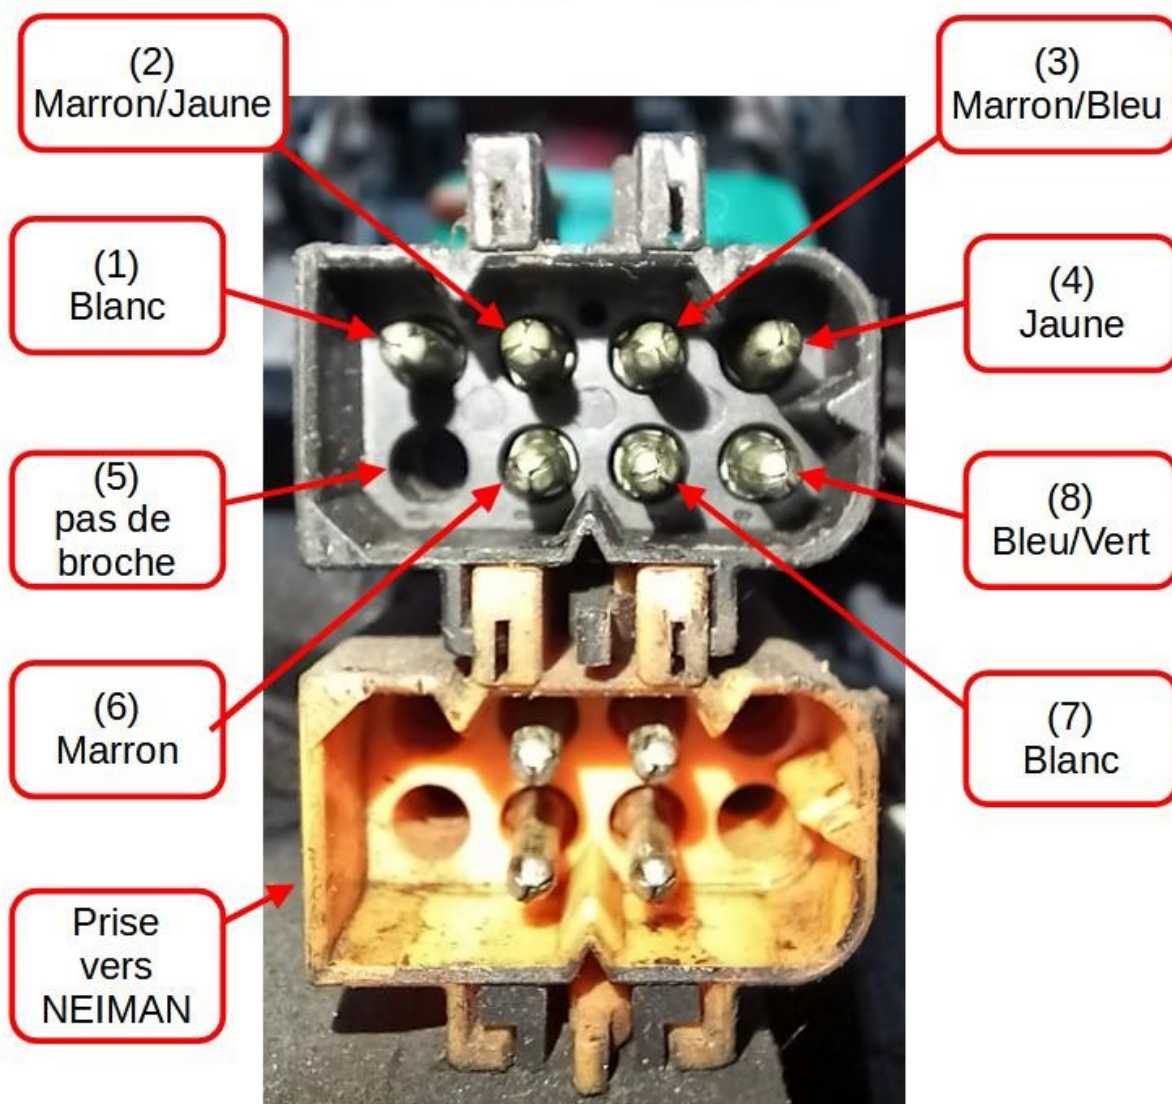 (2)
Marron/Jaune
(3)
Marron/Bleu
(1)
Blanc
(4)
Jaune
(5)
pas de
broche
(8)
Bleu/Vert
(6)
Marron
(7)
Blanc
Prise
vers
NEIMAN